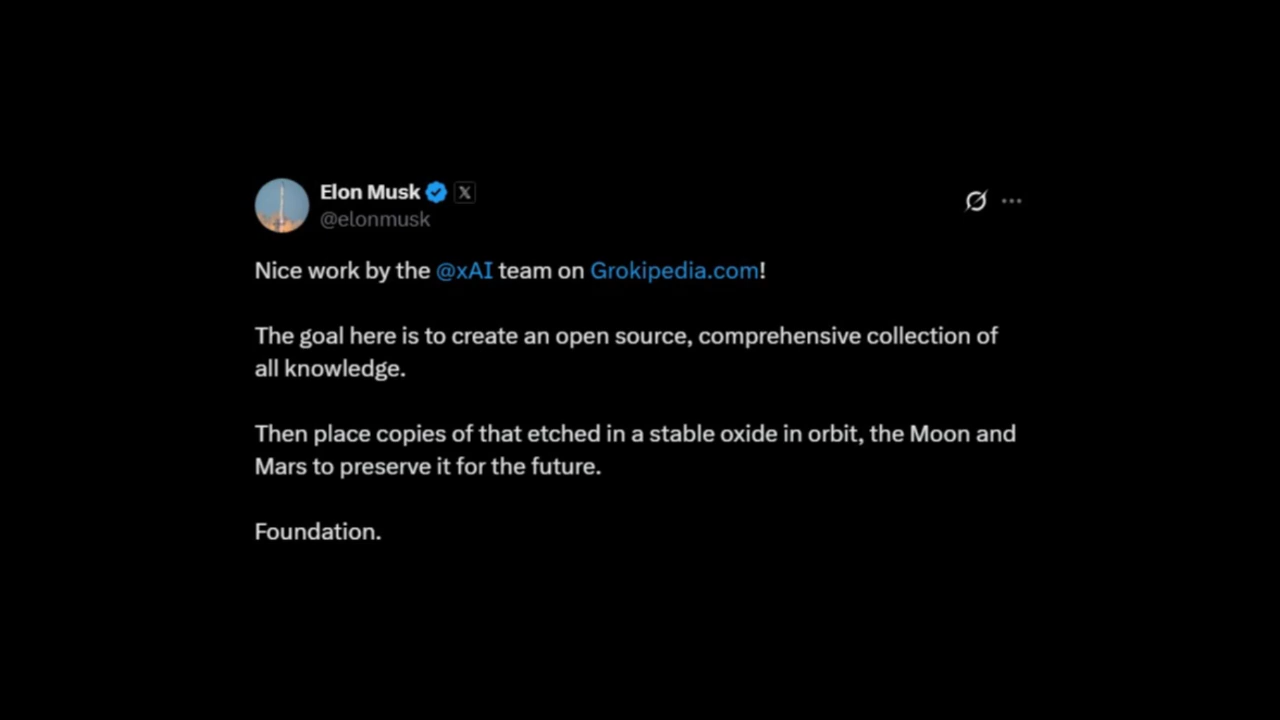 Elon Musk
@elonmusk
Nice work by the @xAI team on Grokipedia.com!
The goal here is to create an open source, comprehensive collection of
all knowledge.
Then place copies of that etched in a stable oxide in orbit, the Moon and
Mars to preserve it for the future.
Foundation.